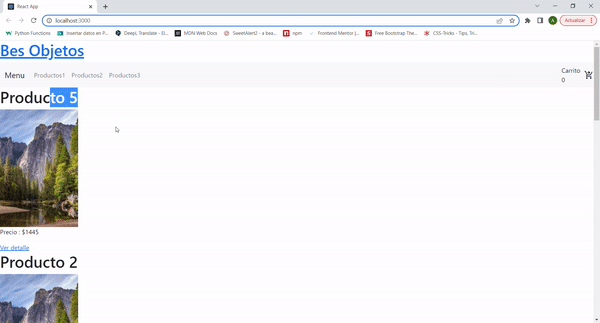 React App
localhost:3000
Actualizar
Python Functions
Insertar datos en P...
DeepL Translate - El...
MDN Web Docs
SweetAlert2 - a bea...
npm
Frontend Mentor |...
Free Bootstrap The...
CSS-Tricks - Tips, Tri...
Bes Objetos
Menu Productos1 Productos2 Productos3
Carrito
0
Producto 5
Precio : $1445
Ver detalle
Producto 2